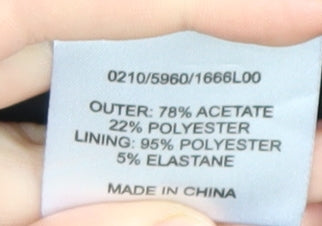 0210/5960/1666L00
OUTER: 78% ACETATE
22% POLYESTER
LINING: 95% POLYESTER
5% ELASTANE
MADE IN CHINA